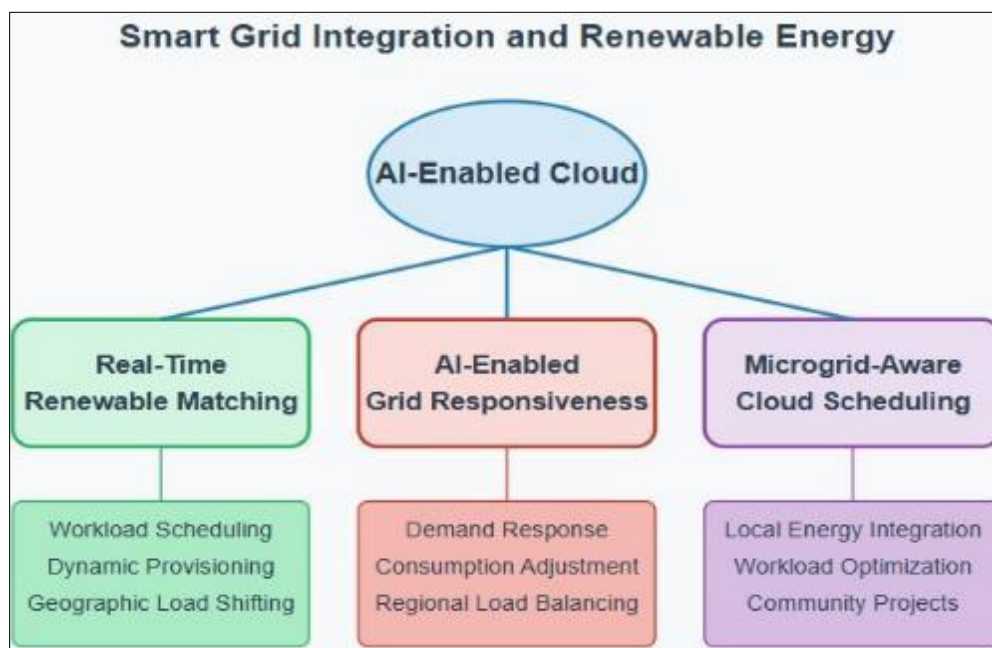 Smart Grid Integration and Renewable Energy
AI-Enabled Cloud
Real-Time
Renewable Matching
AI-Enabled
Grid Responsiveness
Microgrid-Aware
Cloud Scheduling
Workload Scheduling
Dynamic Provisioning
Geographic Load Shifting
Demand Response
Consumption Adjustment
Regional Load Balancing
Local Energy Integration
Workload Optimization
Community Projects